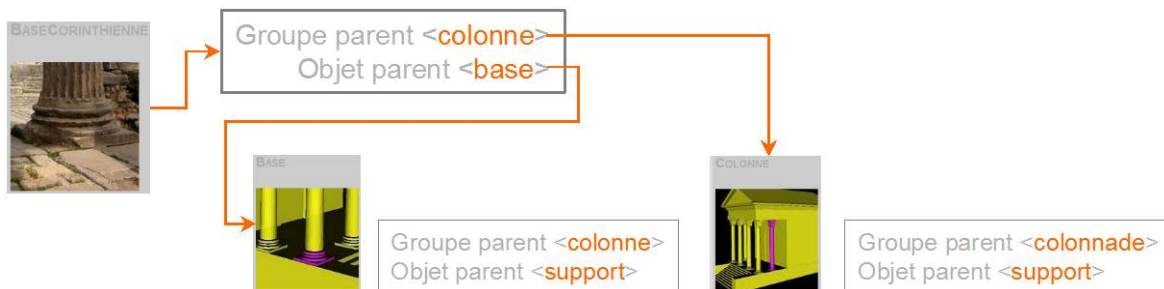 BASECORINTHIENNE
Groupe parent <colonne>
Objet parent <base>
BASE
COLONNE
Groupe parent <colonne>
Objet parent <support>
Groupe parent <colonnade>
Objet parent <support>